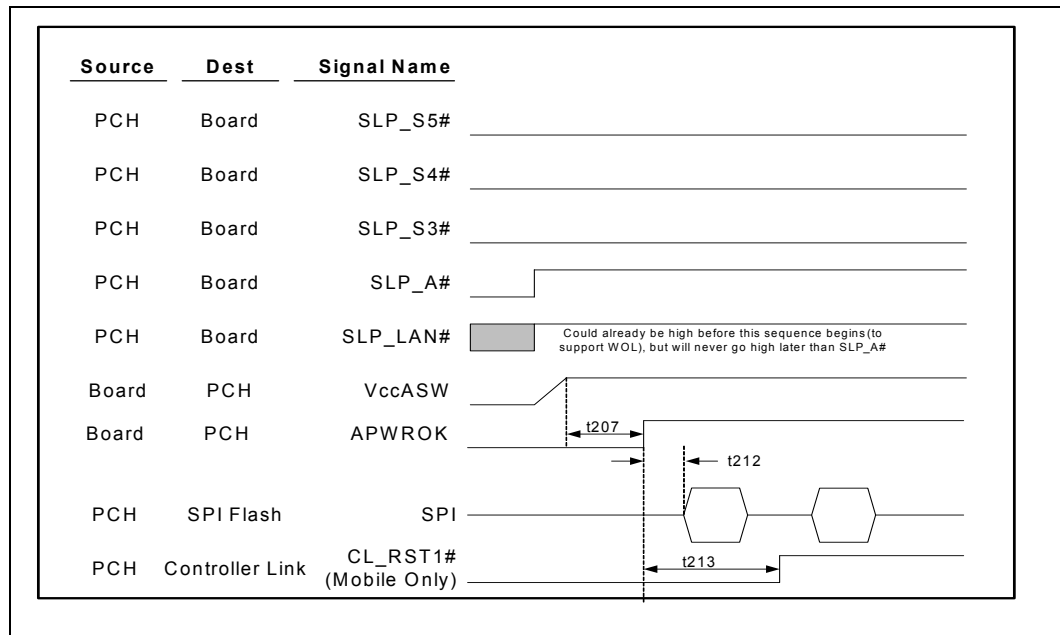 Source Dest Signal Name
PCH Board SLP_S5#
PCH Board SLP_S4#
PCH Board SLP_S3#
PCH Board SLP_A#
PCH Board SLP_LAN#
Could already be high before this sequence begins(to
support WOL), but will never go high later than SLP_A#
Board PCH VccASW
Board PCH APWROK
t207
t212
PCH SPI Flash SPI
PCH Controller Link CL_RST1#
(Mobile Only)
t213